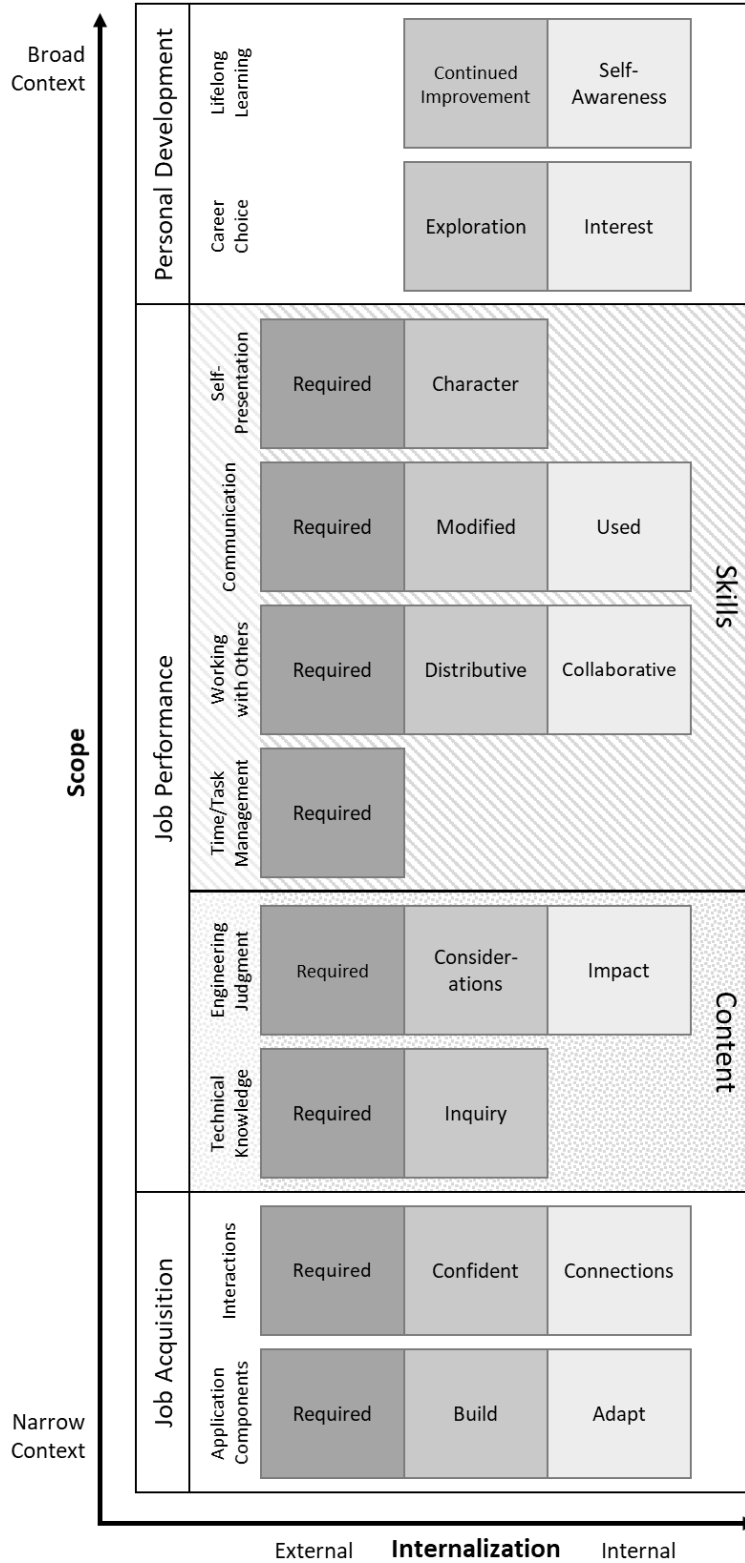 Broad
Context
Personal Development
Lifelong
Learning
Continued
Improvement
Self-
Awareness
Career
Choice
Exploration
Interest
Job Performance
Self-
Presentation
Required
Character
Communication
Required
Modified
Used
Skills
Working
with Others
Required
Distributive
Collaborative
Scope
Time/Task
Management
Required
Engineering
Judgment
Required
Consider-
ations
Impact
Content
Technical
Knowledge
Required
Inquiry
Job Acquisition
Interactions
Required
Confident
Connections
Application
Components
Required
Build
Adapt
Narrow
Context
External
Internalization
Internal